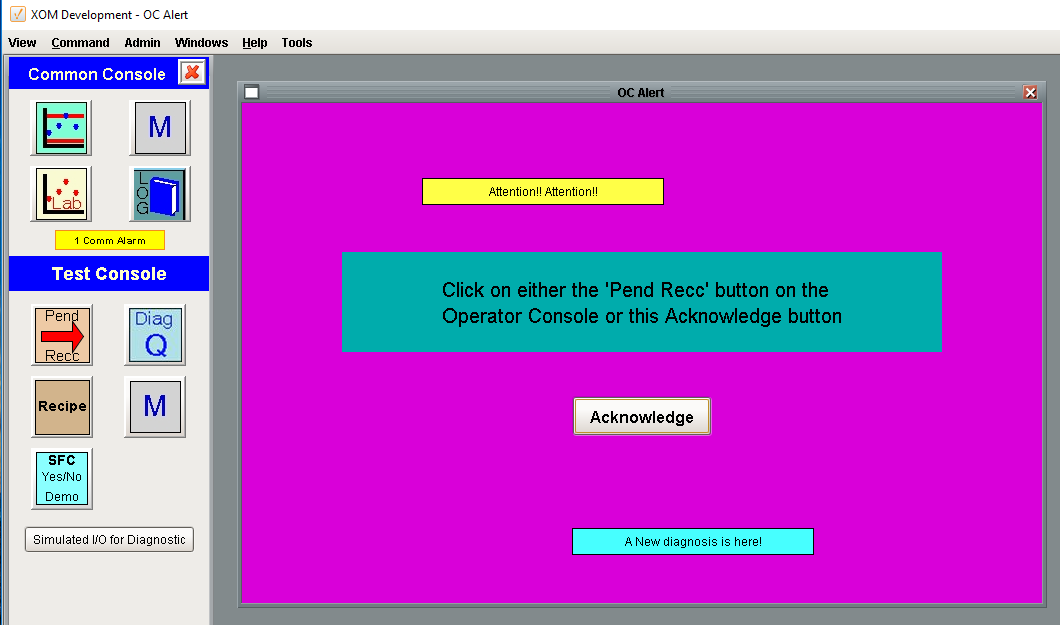 XOM Development - OC Alert
View Command Admin Windows Help Tools
Common Console
M
Lab
LOG
1 Comm Alarm
Test Console
Pend
Recc
Diag
Q
Recipe
M
SFC
Yes/No
Demo
Simulated I/O for Diagnostic
OC Alert
Attention!! Attention!!
Click on either the 'Pend Recc' button on the
Operator Console or this Acknowledge button
Acknowledge
A New diagnosis is here!